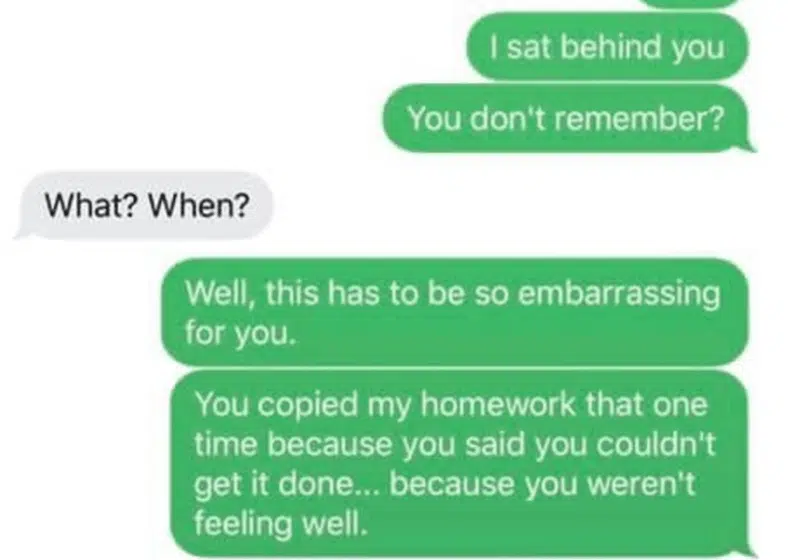 I sat behind you
You don't remember?
What? When?
Well, this has to be so embarrassing
for you.
You copied my homework that one
time because you said you couldn't
get it done... because you weren't
feeling well.